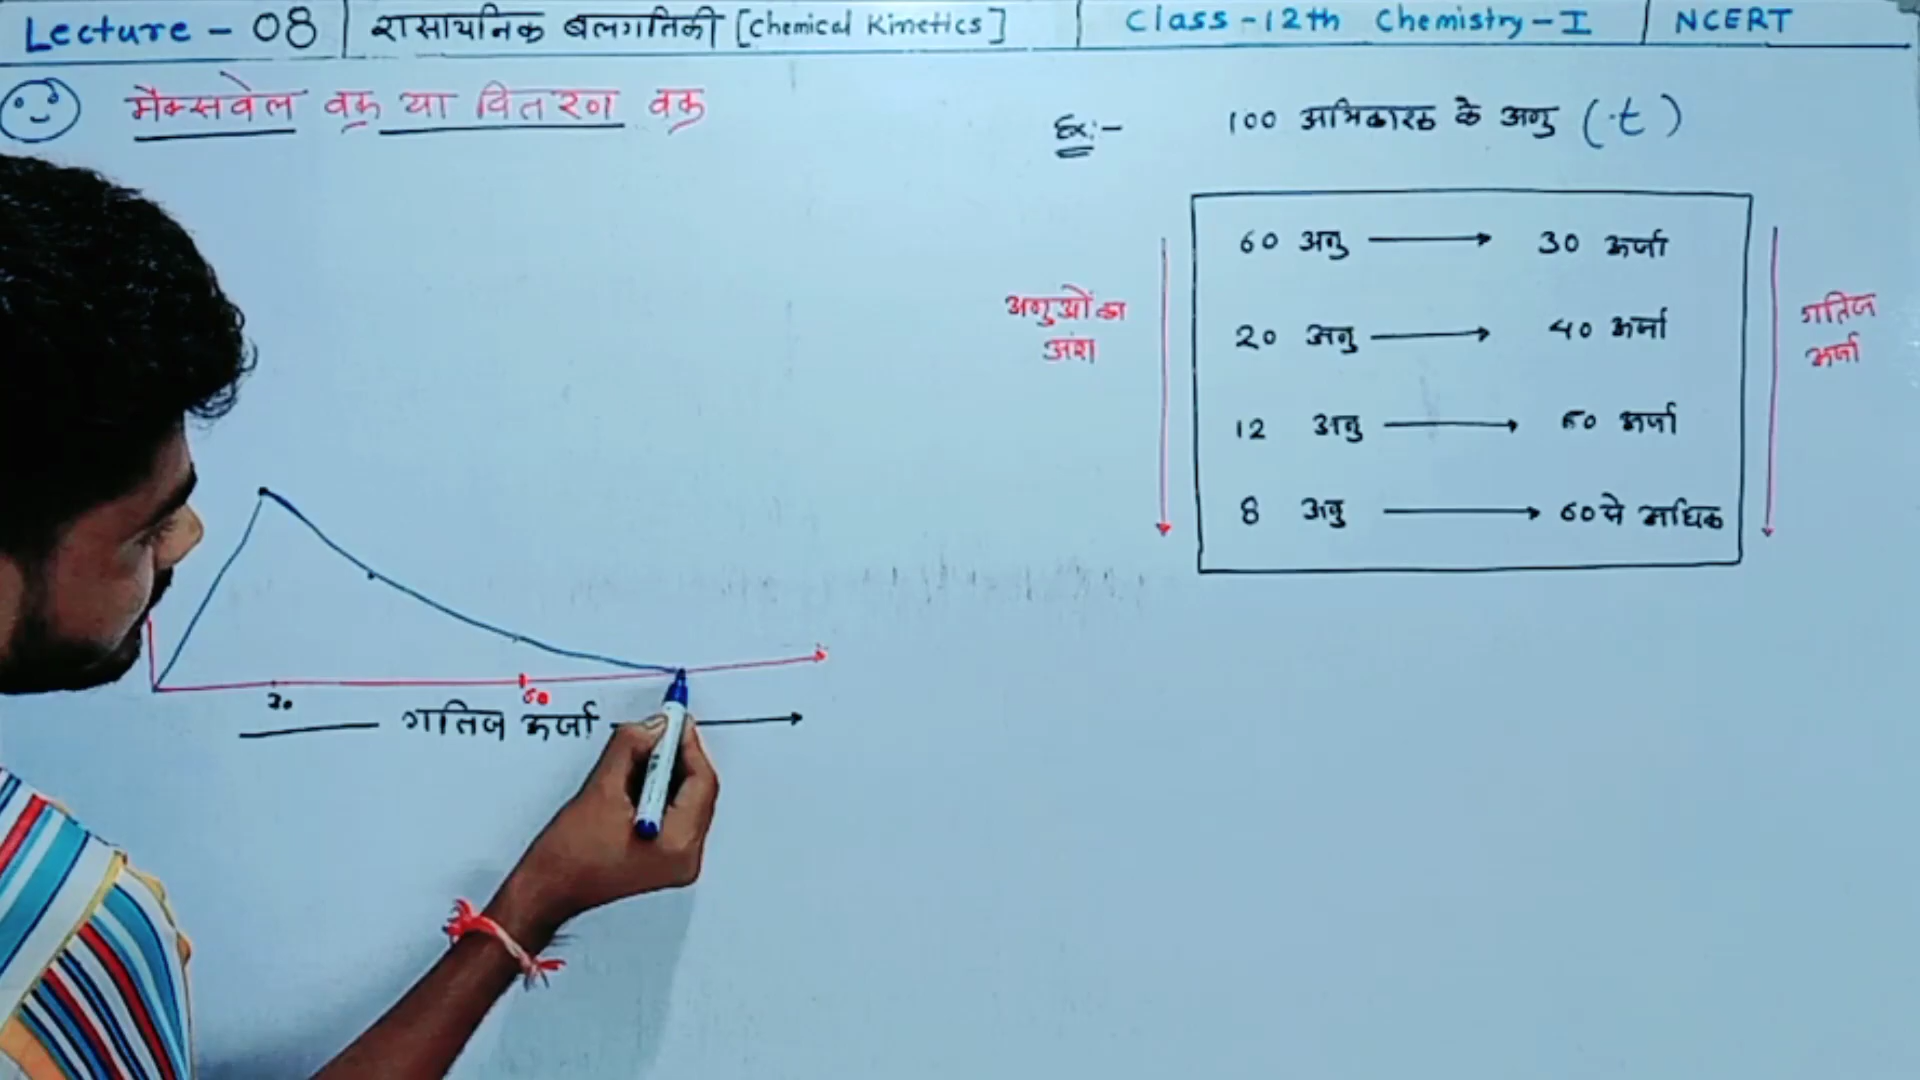 Lecture - 08
रासायनिक बलगतिकी [Chemical Kinetics]
Class - 12th Chemistry - I
NCERT
मैक्सवेल वक्र या वितरण वक्र
Ex:-
100 अभिकारक के अणु (t)
60 अणु → 30 ऊर्जा
20 अणु → 40 ऊर्जा
12 अणु → 60 ऊर्जा
8 अणु → 60 से अधिक
अणुओं का
अंश
गतिज
ऊर्जा
30
60
गतिज ऊर्जा